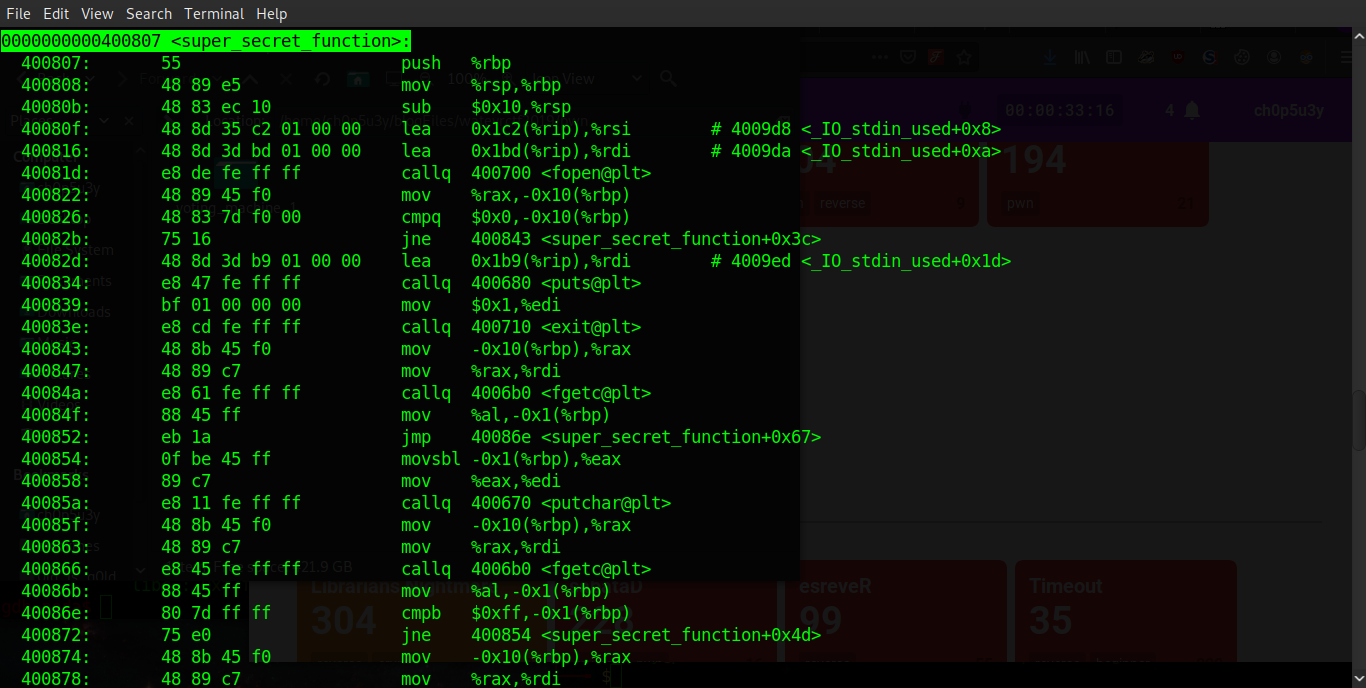 File Edit View Search Terminal Help
0000000000400807 <super_secret_function>:
400807: 55 push %rbp
400808: 48 89 e5 mov %rsp,%rbp
40080b: 48 83 ec 10 sub $0x10,%rsp
40080f: 48 8d 35 c2 01 00 00 lea 0x1c2(%rip),%rsi # 4009d8 <_IO_stdin_used+0x8>
400816: 48 8d 3d bd 01 00 00 lea 0x1bd(%rip),%rdi # 4009da <_IO_stdin_used+0xa>
40081d: e8 de fe ff ff callq 400700 <fopen@plt>
400822: 48 89 45 f0 mov %rax,-0x10(%rbp)
400826: 48 83 7d f0 00 cmpq $0x0,-0x10(%rbp)
40082b: 75 16 jne 400843 <super_secret_function+0x3c>
40082d: 48 8d 3d b9 01 00 00 lea 0x1b9(%rip),%rdi # 4009ed <_IO_stdin_used+0x1d>
400834: e8 47 fe ff ff callq 400680 <puts@plt>
400839: bf 01 00 00 00 mov $0x1,%edi
40083e: e8 cd fe ff ff callq 400710 <exit@plt>
400843: 48 8b 45 f0 mov -0x10(%rbp),%rax
400847: 48 89 c7 mov %rax,%rdi
40084a: e8 61 fe ff ff callq 4006b0 <fgetc@plt>
40084f: 88 45 ff mov %al,-0x1(%rbp)
400852: eb 1a jmp 40086e <super_secret_function+0x67>
400854: 0f be 45 ff movsbl -0x1(%rbp),%eax
400858: 89 c7 mov %eax,%edi
40085a: e8 11 fe ff ff callq 400670 <putchar@plt>
40085f: 48 8b 45 f0 mov -0x10(%rbp),%rax
400863: 48 89 c7 mov %rax,%rdi
400866: e8 45 fe ff ff callq 4006b0 <fgetc@plt>
40086b: 88 45 ff mov %al,-0x1(%rbp)
40086e: 80 7d ff ff cmpb $0xff,-0x1(%rbp)
400872: 75 e0 jne 400854 <super_secret_function+0x4d>
400874: 48 8b 45 f0 mov -0x10(%rbp),%rax
400878: 48 89 c7 mov %rax,%rdi
00:00:33:16 4 ch0p5u3y
194
reverse
pwn
21.9 GB
esreveR Timeout
304 99 35